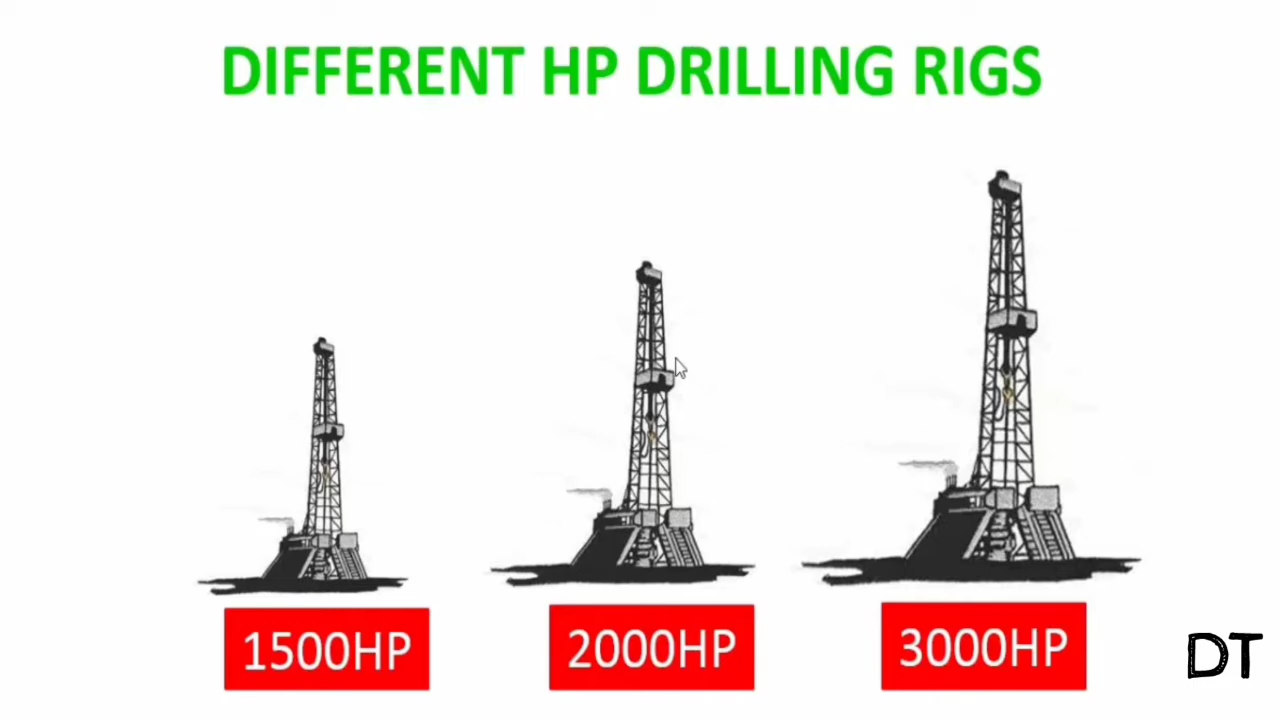 DIFFERENT HP DRILLING RIGS
1500HP
2000HP
3000HP
DT